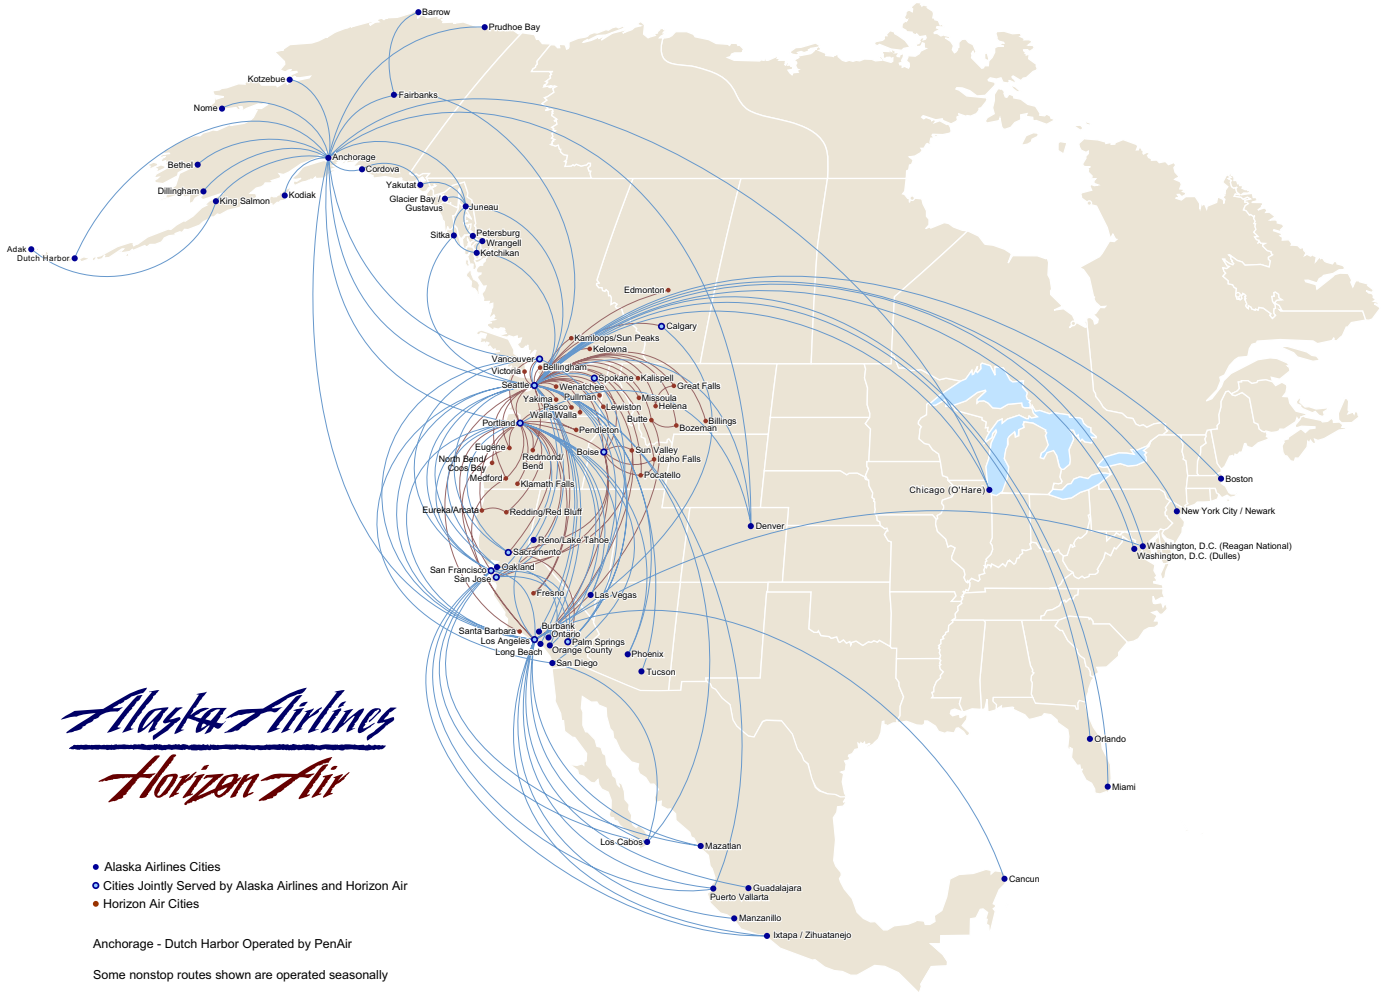 Barrow
Prudhoe Bay
Kotzebue
Fairbanks
Nome
Anchorage
Bethel
Cordova
Yakutat
Dillingham
King Salmon
Kodiak
Glacier Bay /
Gustavus
Juneau
Sitka
Petersburg
Wrangell
Ketchikan
Adak
Dutch Harbor
Edmonton
Calgary
Kamloops/Sun Peaks
Kelowna
Vancouver
Victoria
Bellingham
Seattle
Spokane
Kalispell
Great Falls
Wenatchee
Pullman
Missoula
Yakima
Pasco
Lewiston
Helena
Walla Walla
Butte
Billings
Bozeman
Portland
Pendleton
Eugene
Boise
Sun Valley
Idaho Falls
North Bend/
Coos Bay
Redmond/
Bend
Medford
Klamath Falls
Pocatello
Eureka/Arcata
Redding/Red Bluff
Reno/Lake Tahoe
Sacramento
San Francisco
Oakland
San Jose
Fresno
Las Vegas
Denver
Chicago (O'Hare)
Boston
New York City / Newark
Washington, D.C. (Reagan National)
Washington, D.C. (Dulles)
Santa Barbara
Burbank
Los Angeles
Ontario
Palm Springs
Long Beach
Orange County
San Diego
Phoenix
Tucson
Orlando
Miami
Los Cabos
Mazatlan
Guadalajara
Puerto Vallarta
Manzanillo
Ixtapa / Zihuatanejo
Cancun
Alaska Airlines
Horizon Air
Alaska Airlines Cities
Cities Jointly Served by Alaska Airlines and Horizon Air
Horizon Air Cities
Anchorage - Dutch Harbor Operated by PenAir
Some nonstop routes shown are operated seasonally